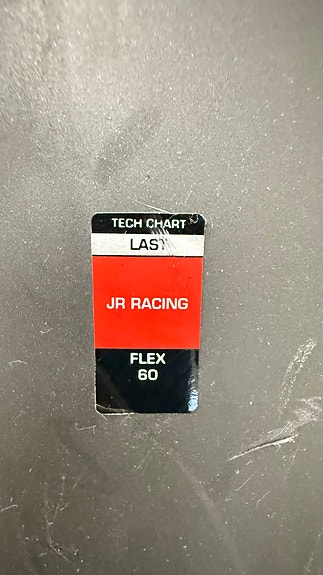 TECH CHART
LAST
JR RACING
FLEX
60